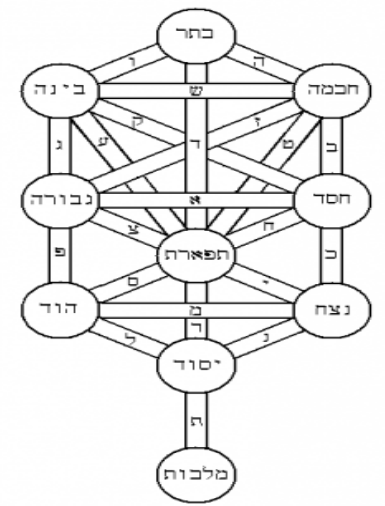 כתר
ה
ו
חכמה
ש
בינה
ז
ק
ב
ט
ד
ע
ג
חסד
א
גבורה
ח
צ
כ
תפארת
פ
י
ס
נצח
מ
הוד
ר
נ
ל
יסוד
ת
מלכות